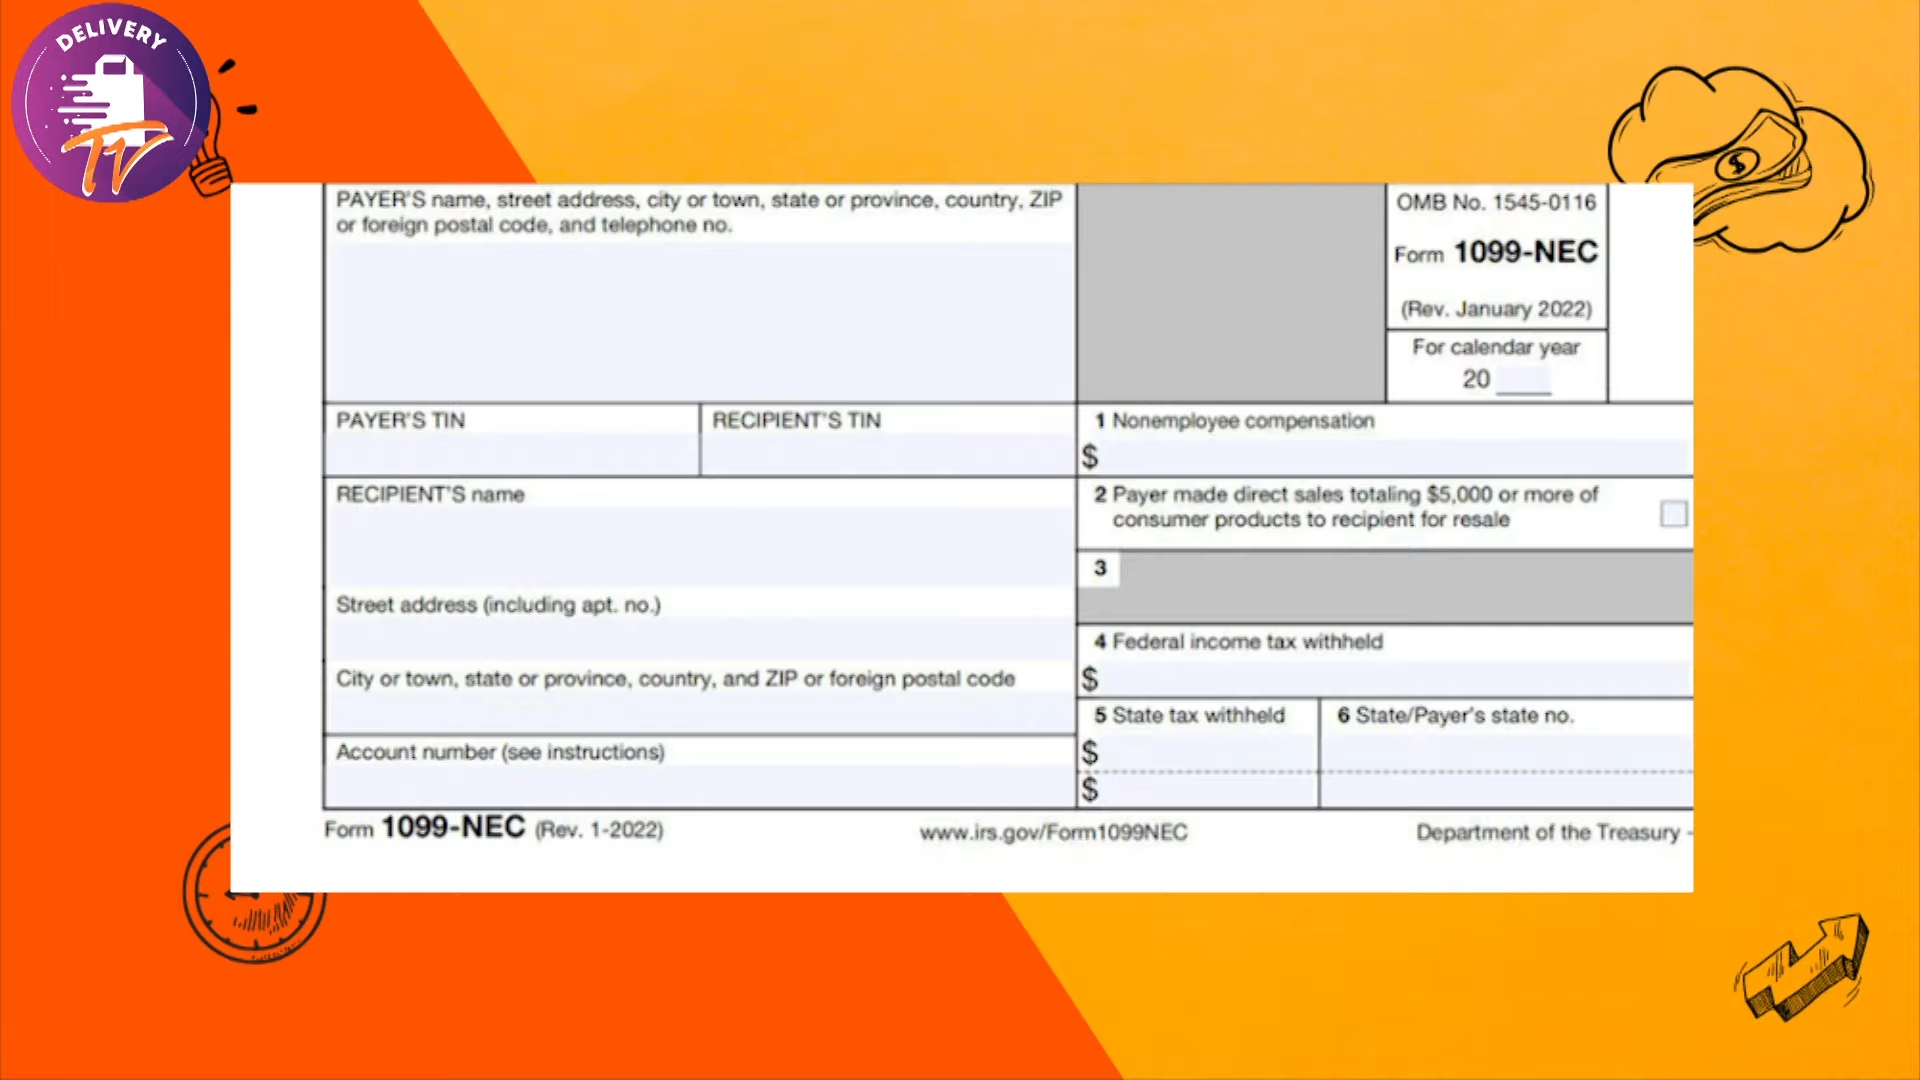 DELIVERY
TV
PAYER'S name, street address, city or town, state or province, country, ZIP
or foreign postal code, and telephone no.
OMB No. 1545-0116
Form 1099-NEC
(Rev. January 2022)
For calendar year
20
PAYER'S TIN
RECIPIENT'S TIN
1 Nonemployee compensation
$
RECIPIENT'S name
2 Payer made direct sales totaling $5,000 or more of
consumer products to recipient for resale
3
Street address (including apt. no.)
4 Federal income tax withheld
$
City or town, state or province, country, and ZIP or foreign postal code
5 State tax withheld
$
$
6 State/Payer's state no.
Account number (see instructions)
Form 1099-NEC (Rev. 1-2022)
www.irs.gov/Form1099NEC
Department of the Treasury -
$